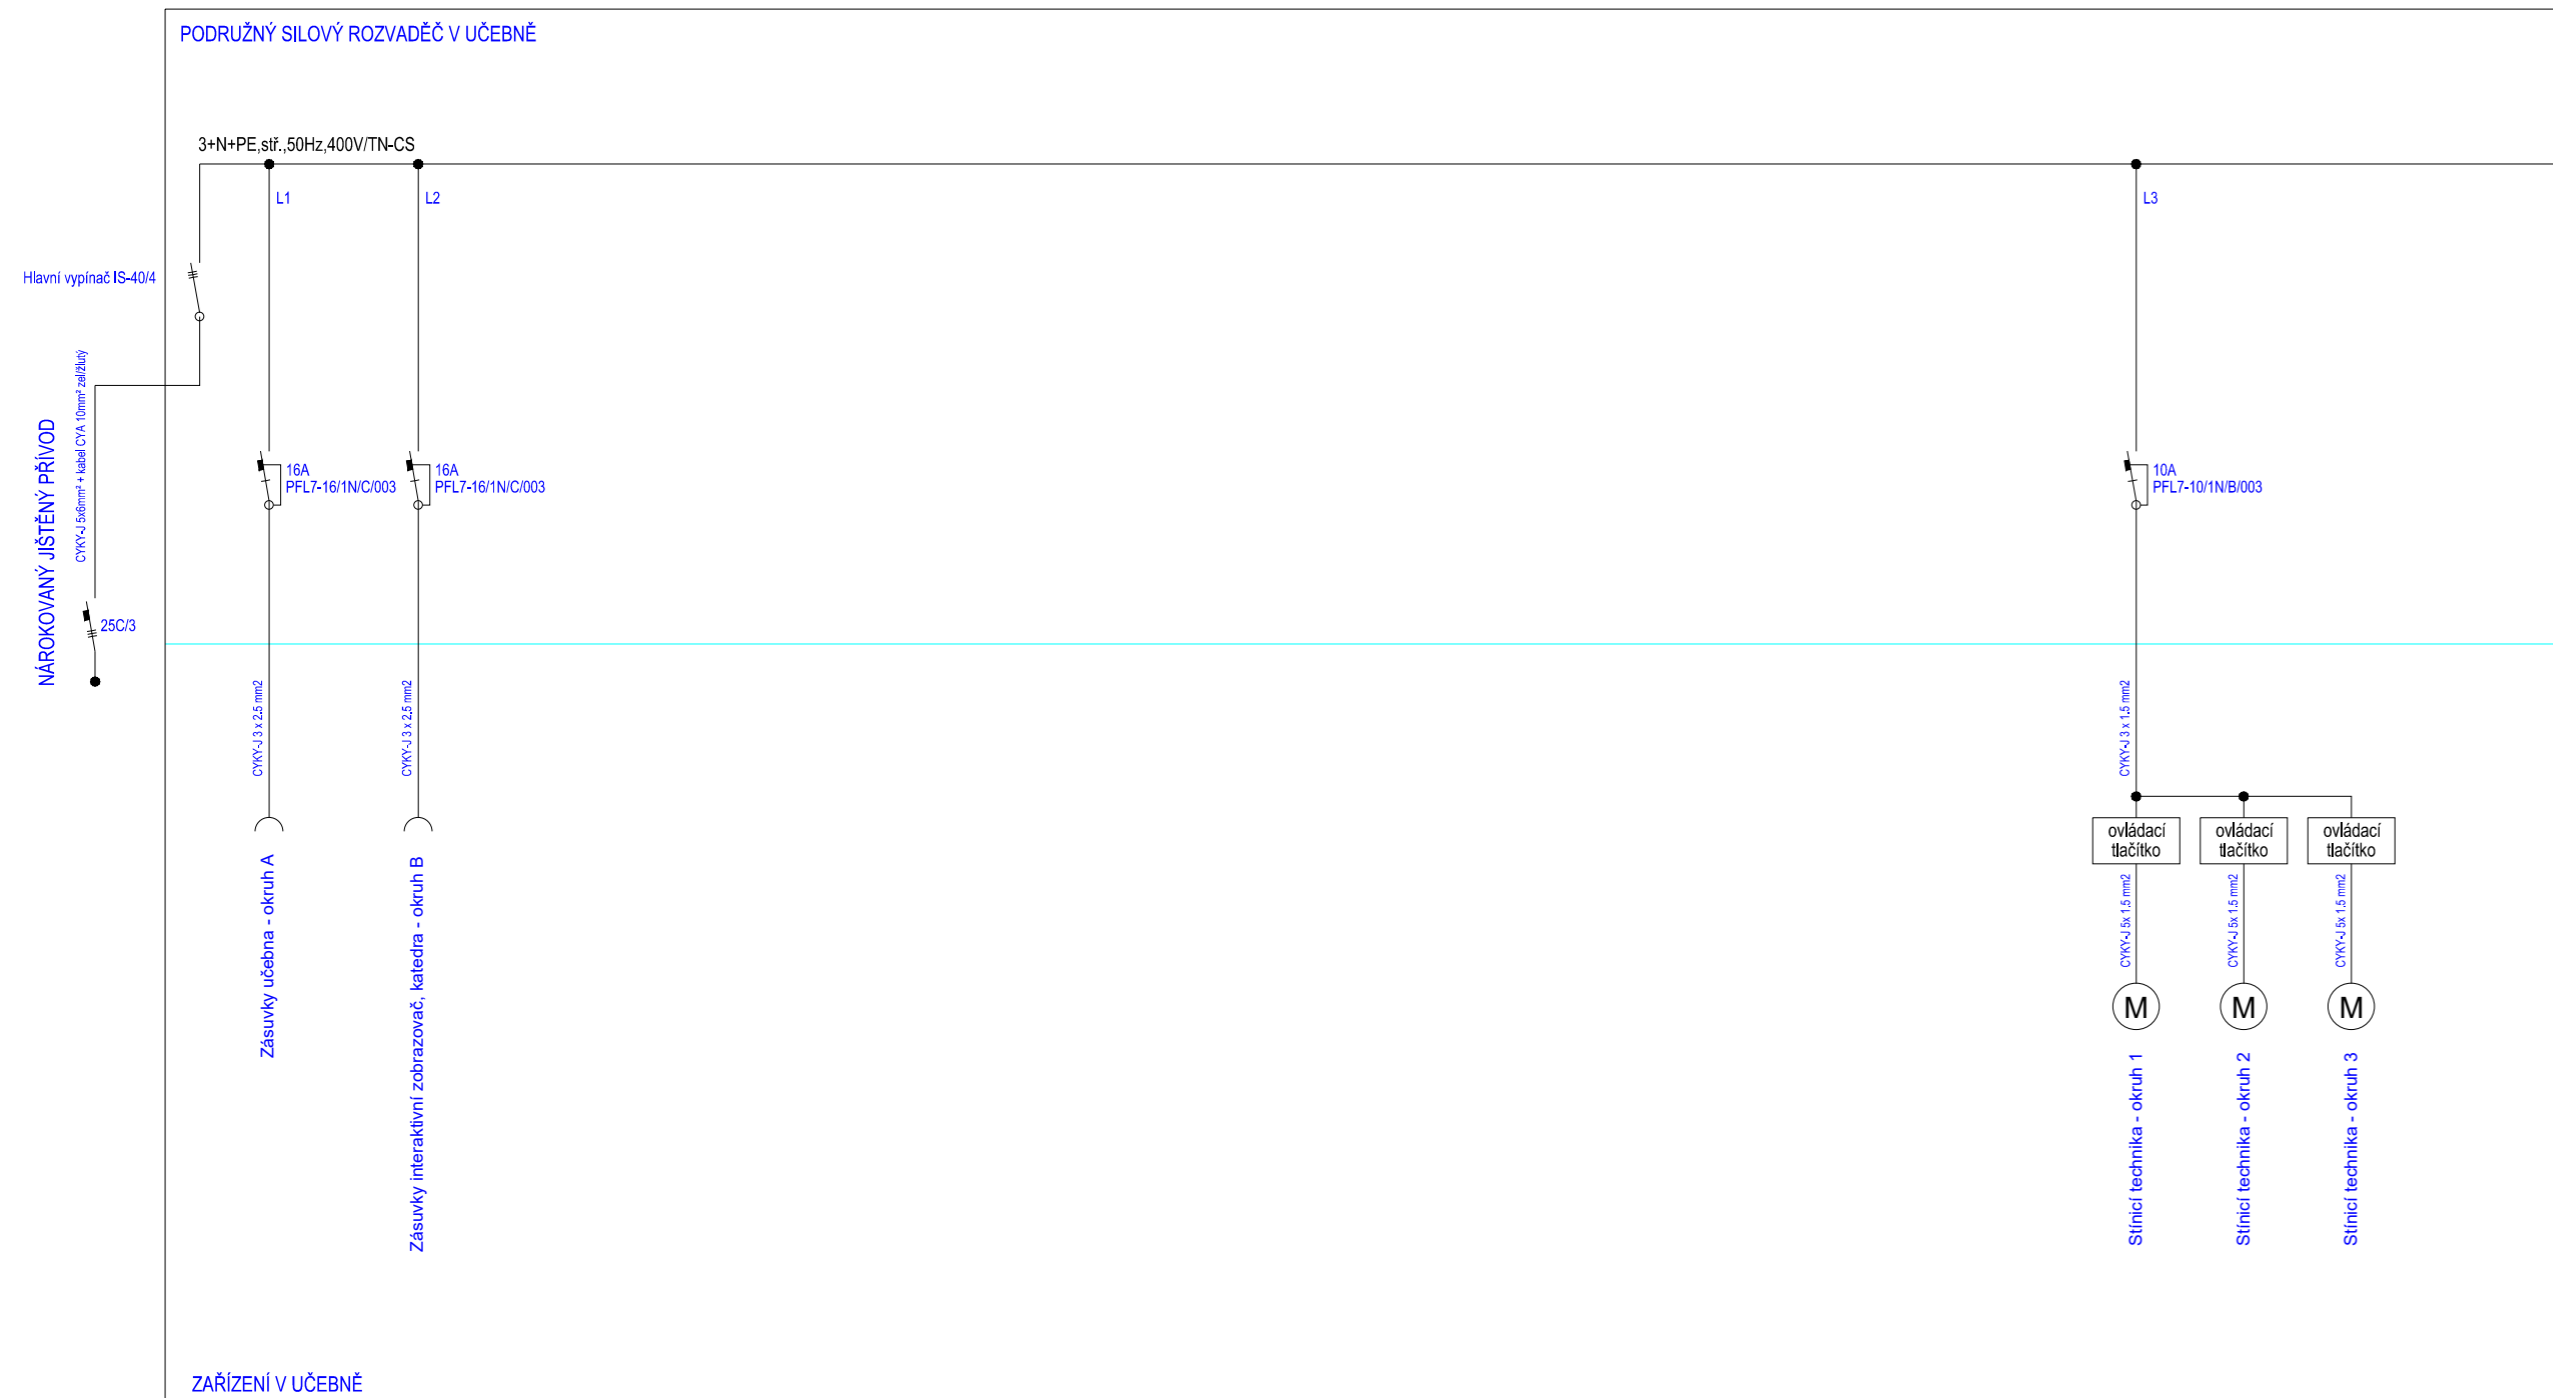 PODRUŽNÝ SILOVÝ ROZVADĚČ V UČEBNĚ
3+N+PE,stř.,50Hz,400V/TN-CS
L1
L2
L3
Hlavní vypínač IS-40/4
NÁROKOVANÝ JIŠTĚNÝ PŘÍVOD
CYKY-J 5x6mm² + kabel CYA 10mm² zel/žlutý
25C/3
16A
PFL7-16/1N/C/003
16A
PFL7-16/1N/C/003
10A
PFL7-10/1N/B/003
CYKY-J 3 x 2.5 mm2
CYKY-J 3 x 2.5 mm2
CYKY-J 3 x 1.5 mm2
ovládací
tlačítko
ovládací
tlačítko
ovládací
tlačítko
CYKY-J 5x 1.5 mm2
CYKY-J 5x 1.5 mm2
CYKY-J 5x 1.5 mm2
M
M
M
Zásuvky učebna - okruh A
Zásuvky interaktivní zobrazovač, katedra - okruh B
Stínicí technika - okruh 1
Stínicí technika - okruh 2
Stínicí technika - okruh 3
ZAŘÍZENÍ V UČEBNĚ